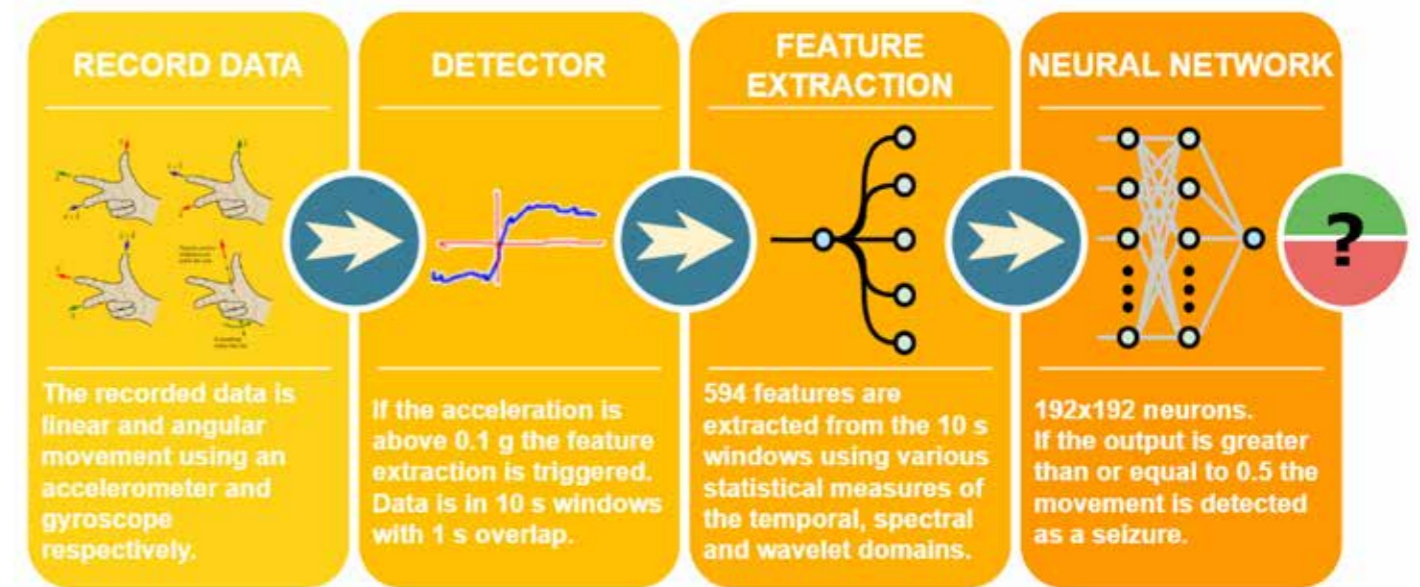 RECORD DATA
The recorded data is
linear and angular
movement using an
accelerometer and
gyroscope
respectively.
DETECTOR
If the acceleration is
above 0.1 g the feature
extraction is triggered.
Data is in 10 s windows
with 1 s overlap.
FEATURE
EXTRACTION
594 features are
extracted from the 10 s
windows using various
statistical measures of
the temporal, spectral
and wavelet domains.
NEURAL NETWORK
192x192 neurons.
If the output is greater
than or equal to 0.5 the
movement is detected
as a seizure.
?